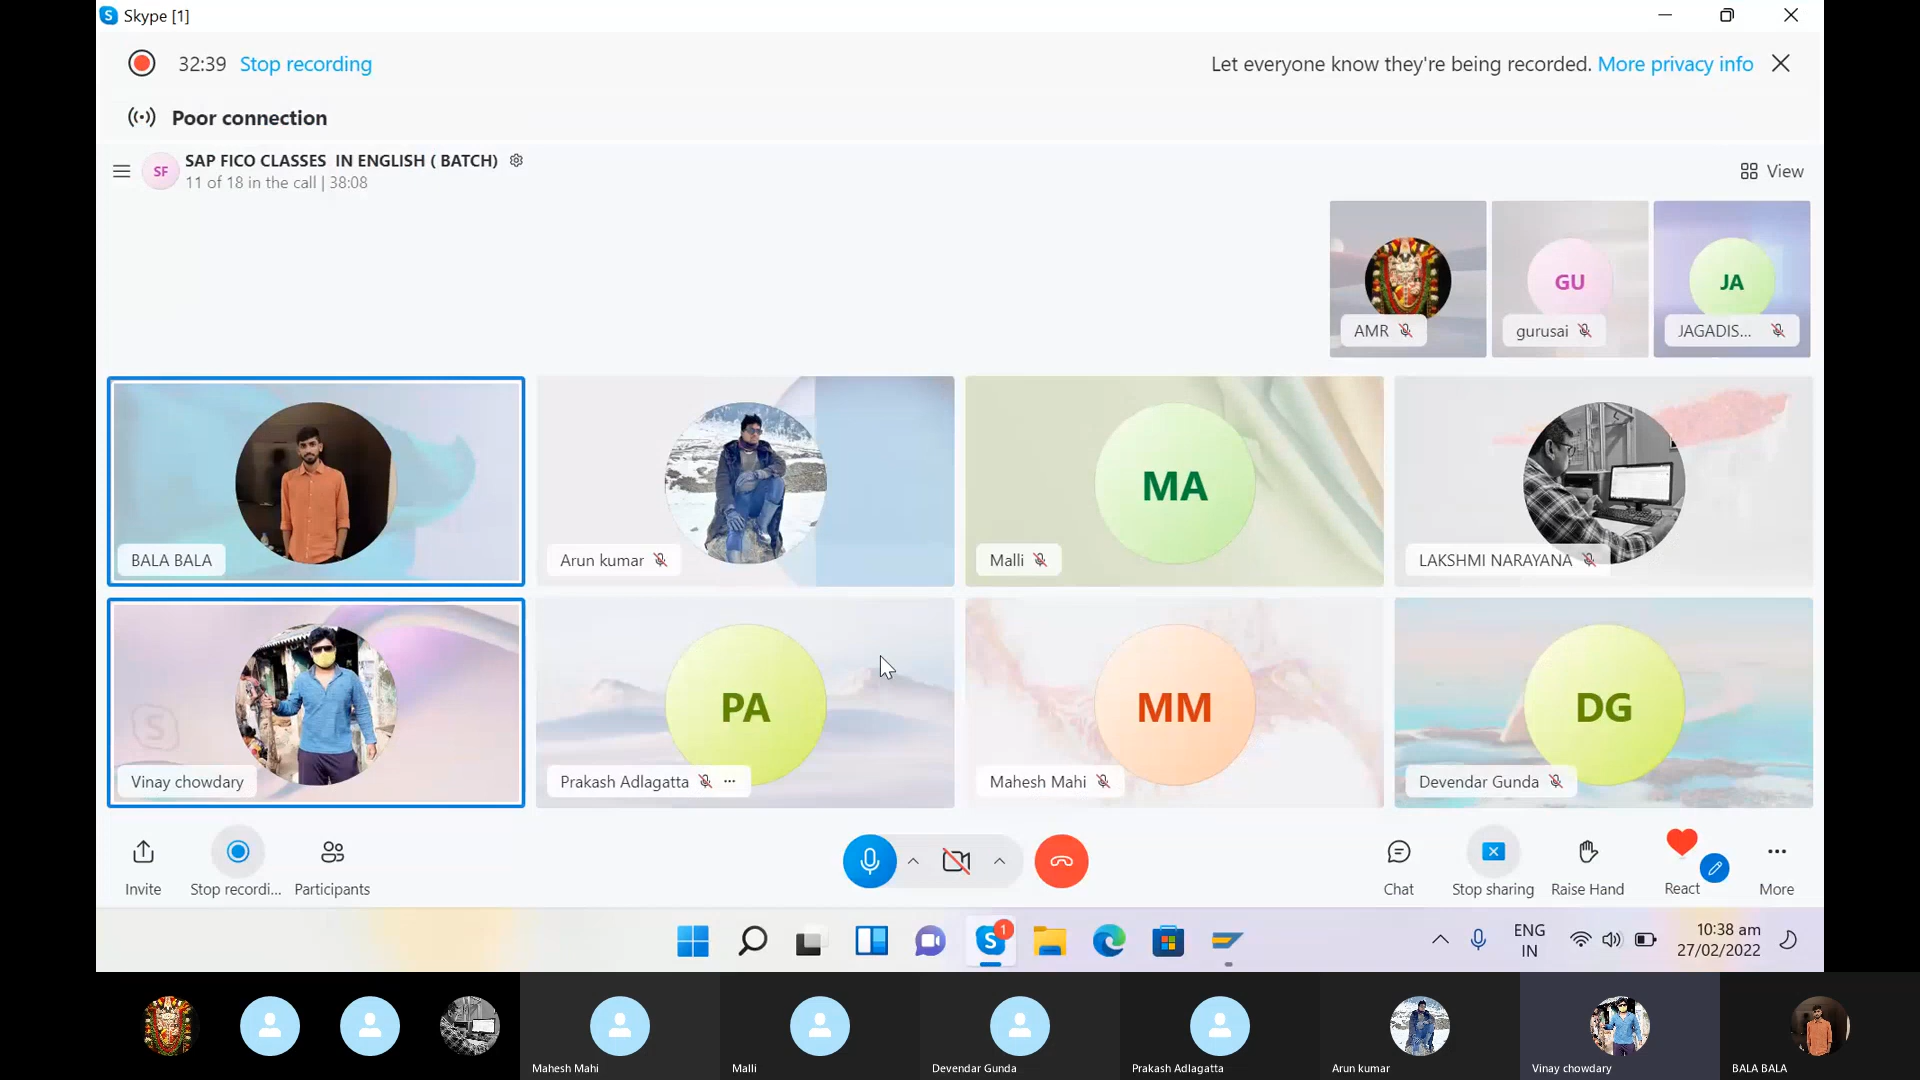 Skype [1]
32:39 Stop recording
Let everyone know they're being recorded. More privacy info
Poor connection
SF
SAP FICO CLASSES IN ENGLISH ( BATCH)
11 of 18 in the call | 38:08
View
AMR
GU
gurusai
JA
JAGADIS...
BALA BALA
Arun kumar
MA
Malli
LAKSHMI NARAYANA
Vinay chowdary
PA
Prakash Adlagatta
MM
Mahesh Mahi
DG
Devendar Gunda
Invite
Stop recordi...
Participants
Chat
Stop sharing
Raise Hand
React
More
1
ENG
IN
10:38 am
27/02/2022
Mahesh Mahi
Malli
Devendar Gunda
Prakash Adlagatta
Arun kumar
Vinay chowdary
BALA BALA